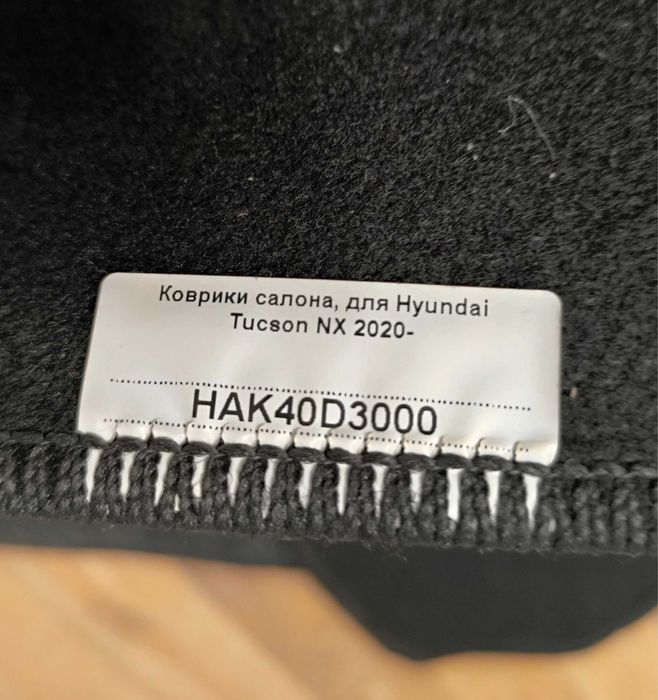 Коврики салона, для Hyundai
Tucson NX 2020-
HAK40D3000